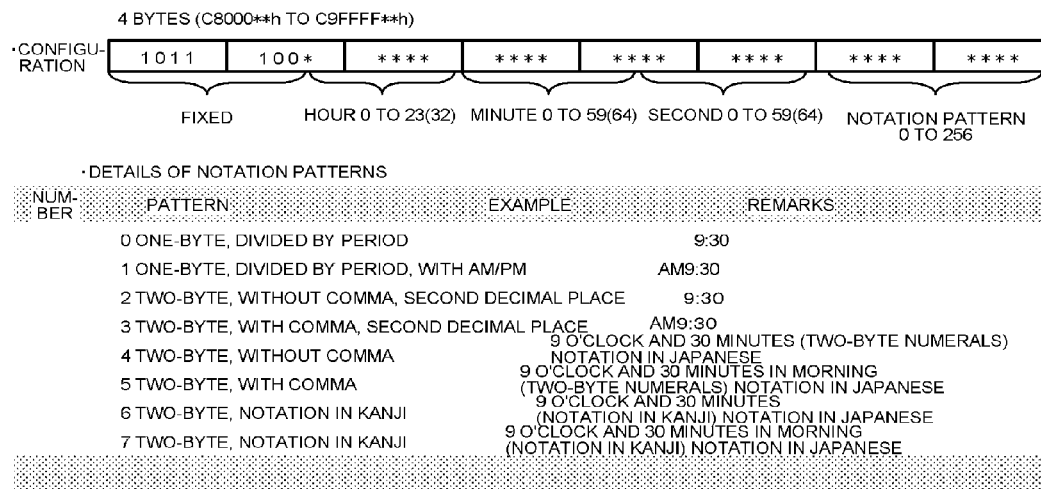 4 BYTES (C8000**h TO C9FFFF**h)
·CONFIGU-
RATION
1011 100* **** **** **** **** **** ****
FIXED
HOUR 0 TO 23(32)
MINUTE 0 TO 59(64)
SECOND 0 TO 59(64)
NOTATION PATTERN
0 TO 256
·DETAILS OF NOTATION PATTERNS
NUM-
BER
PATTERN EXAMPLE REMARKS
0 ONE-BYTE, DIVIDED BY PERIOD 9:30
1 ONE-BYTE, DIVIDED BY PERIOD, WITH AM/PM AM9:30
2 TWO-BYTE, WITHOUT COMMA, SECOND DECIMAL PLACE 9:30
3 TWO-BYTE, WITH COMMA, SECOND DECIMAL PLACE AM9:30
4 TWO-BYTE, WITHOUT COMMA 9 O'CLOCK AND 30 MINUTES (TWO-BYTE NUMERALS)
NOTATION IN JAPANESE
5 TWO-BYTE, WITH COMMA 9 O'CLOCK AND 30 MINUTES IN MORNING
(TWO-BYTE NUMERALS) NOTATION IN JAPANESE
6 TWO-BYTE, NOTATION IN KANJI 9 O'CLOCK AND 30 MINUTES
(NOTATION IN KANJI) NOTATION IN JAPANESE
7 TWO-BYTE, NOTATION IN KANJI 9 O'CLOCK AND 30 MINUTES IN MORNING
(NOTATION IN KANJI) NOTATION IN JAPANESE